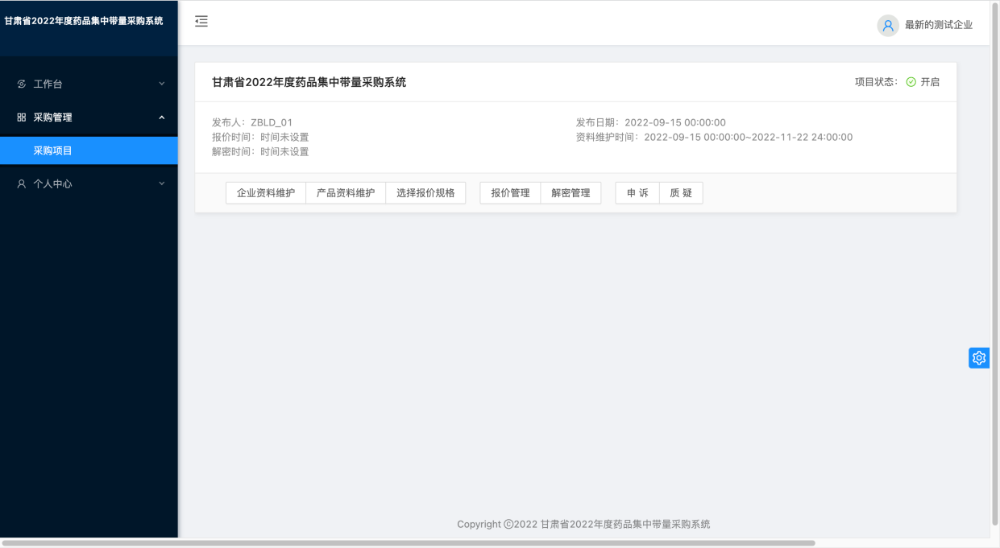 甘肃省2022年度药品集中带量采购系统
最新的测试企业
工作台
采购管理
采购项目
个人中心
甘肃省2022年度药品集中带量采购系统
项目状态： 开启
发布人：ZBLD_01
发布日期：2022-09-15 00:00:00
报价时间：时间未设置
资料维护时间：2022-09-15 00:00:00~2022-11-22 24:00:00
解密时间：时间未设置
企业资料维护 产品资料维护 选择报价规格 报价管理 解密管理 申 诉 质 疑
Copyright ©2022 甘肃省2022年度药品集中带量采购系统